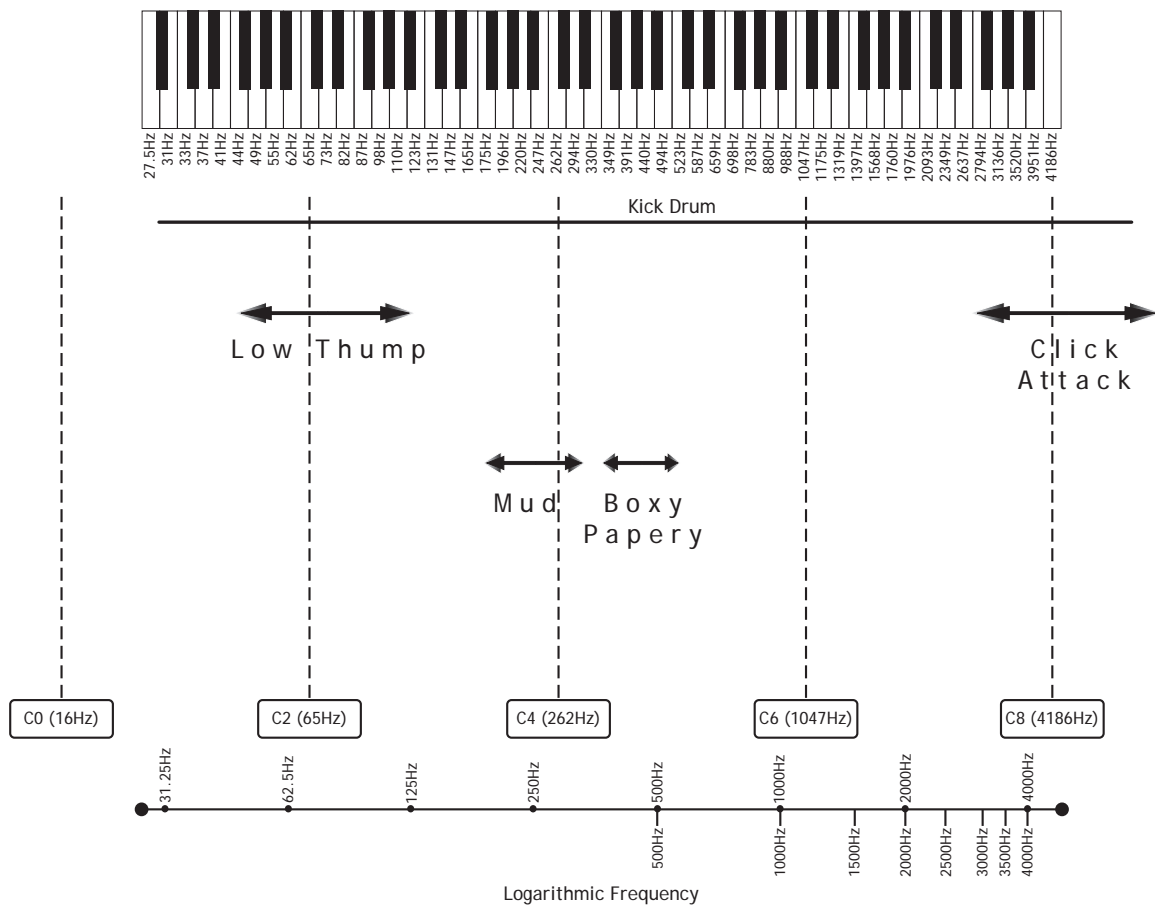 27.5Hz 31Hz 33Hz 37Hz 41Hz 44Hz 49Hz 55Hz 62Hz 65Hz 73Hz 82Hz 87Hz 98Hz 110Hz 123Hz 131Hz 147Hz 165Hz 175Hz 196Hz 220Hz 247Hz 262Hz 294Hz 330Hz 349Hz 391Hz 440Hz 494Hz 523Hz 587Hz 659Hz 698Hz 783Hz 880Hz 988Hz 1047Hz 1175Hz 1319Hz 1397Hz 1568Hz 1760Hz 1976Hz 2093Hz 2349Hz 2637Hz 2794Hz 3136Hz 3520Hz 3951Hz 4186Hz
Kick Drum
Low Thump
Click
Attack
Mud
Boxy
Papery
C0 (16Hz)
C2 (65Hz)
C4 (262Hz)
C6 (1047Hz)
C8 (4186Hz)
31.25Hz 62.5Hz 125Hz 250Hz 500Hz 1000Hz 2000Hz 4000Hz
500Hz 1000Hz 1500Hz 2000Hz 2500Hz 3000Hz 3500Hz 4000Hz
Logarithmic Frequency